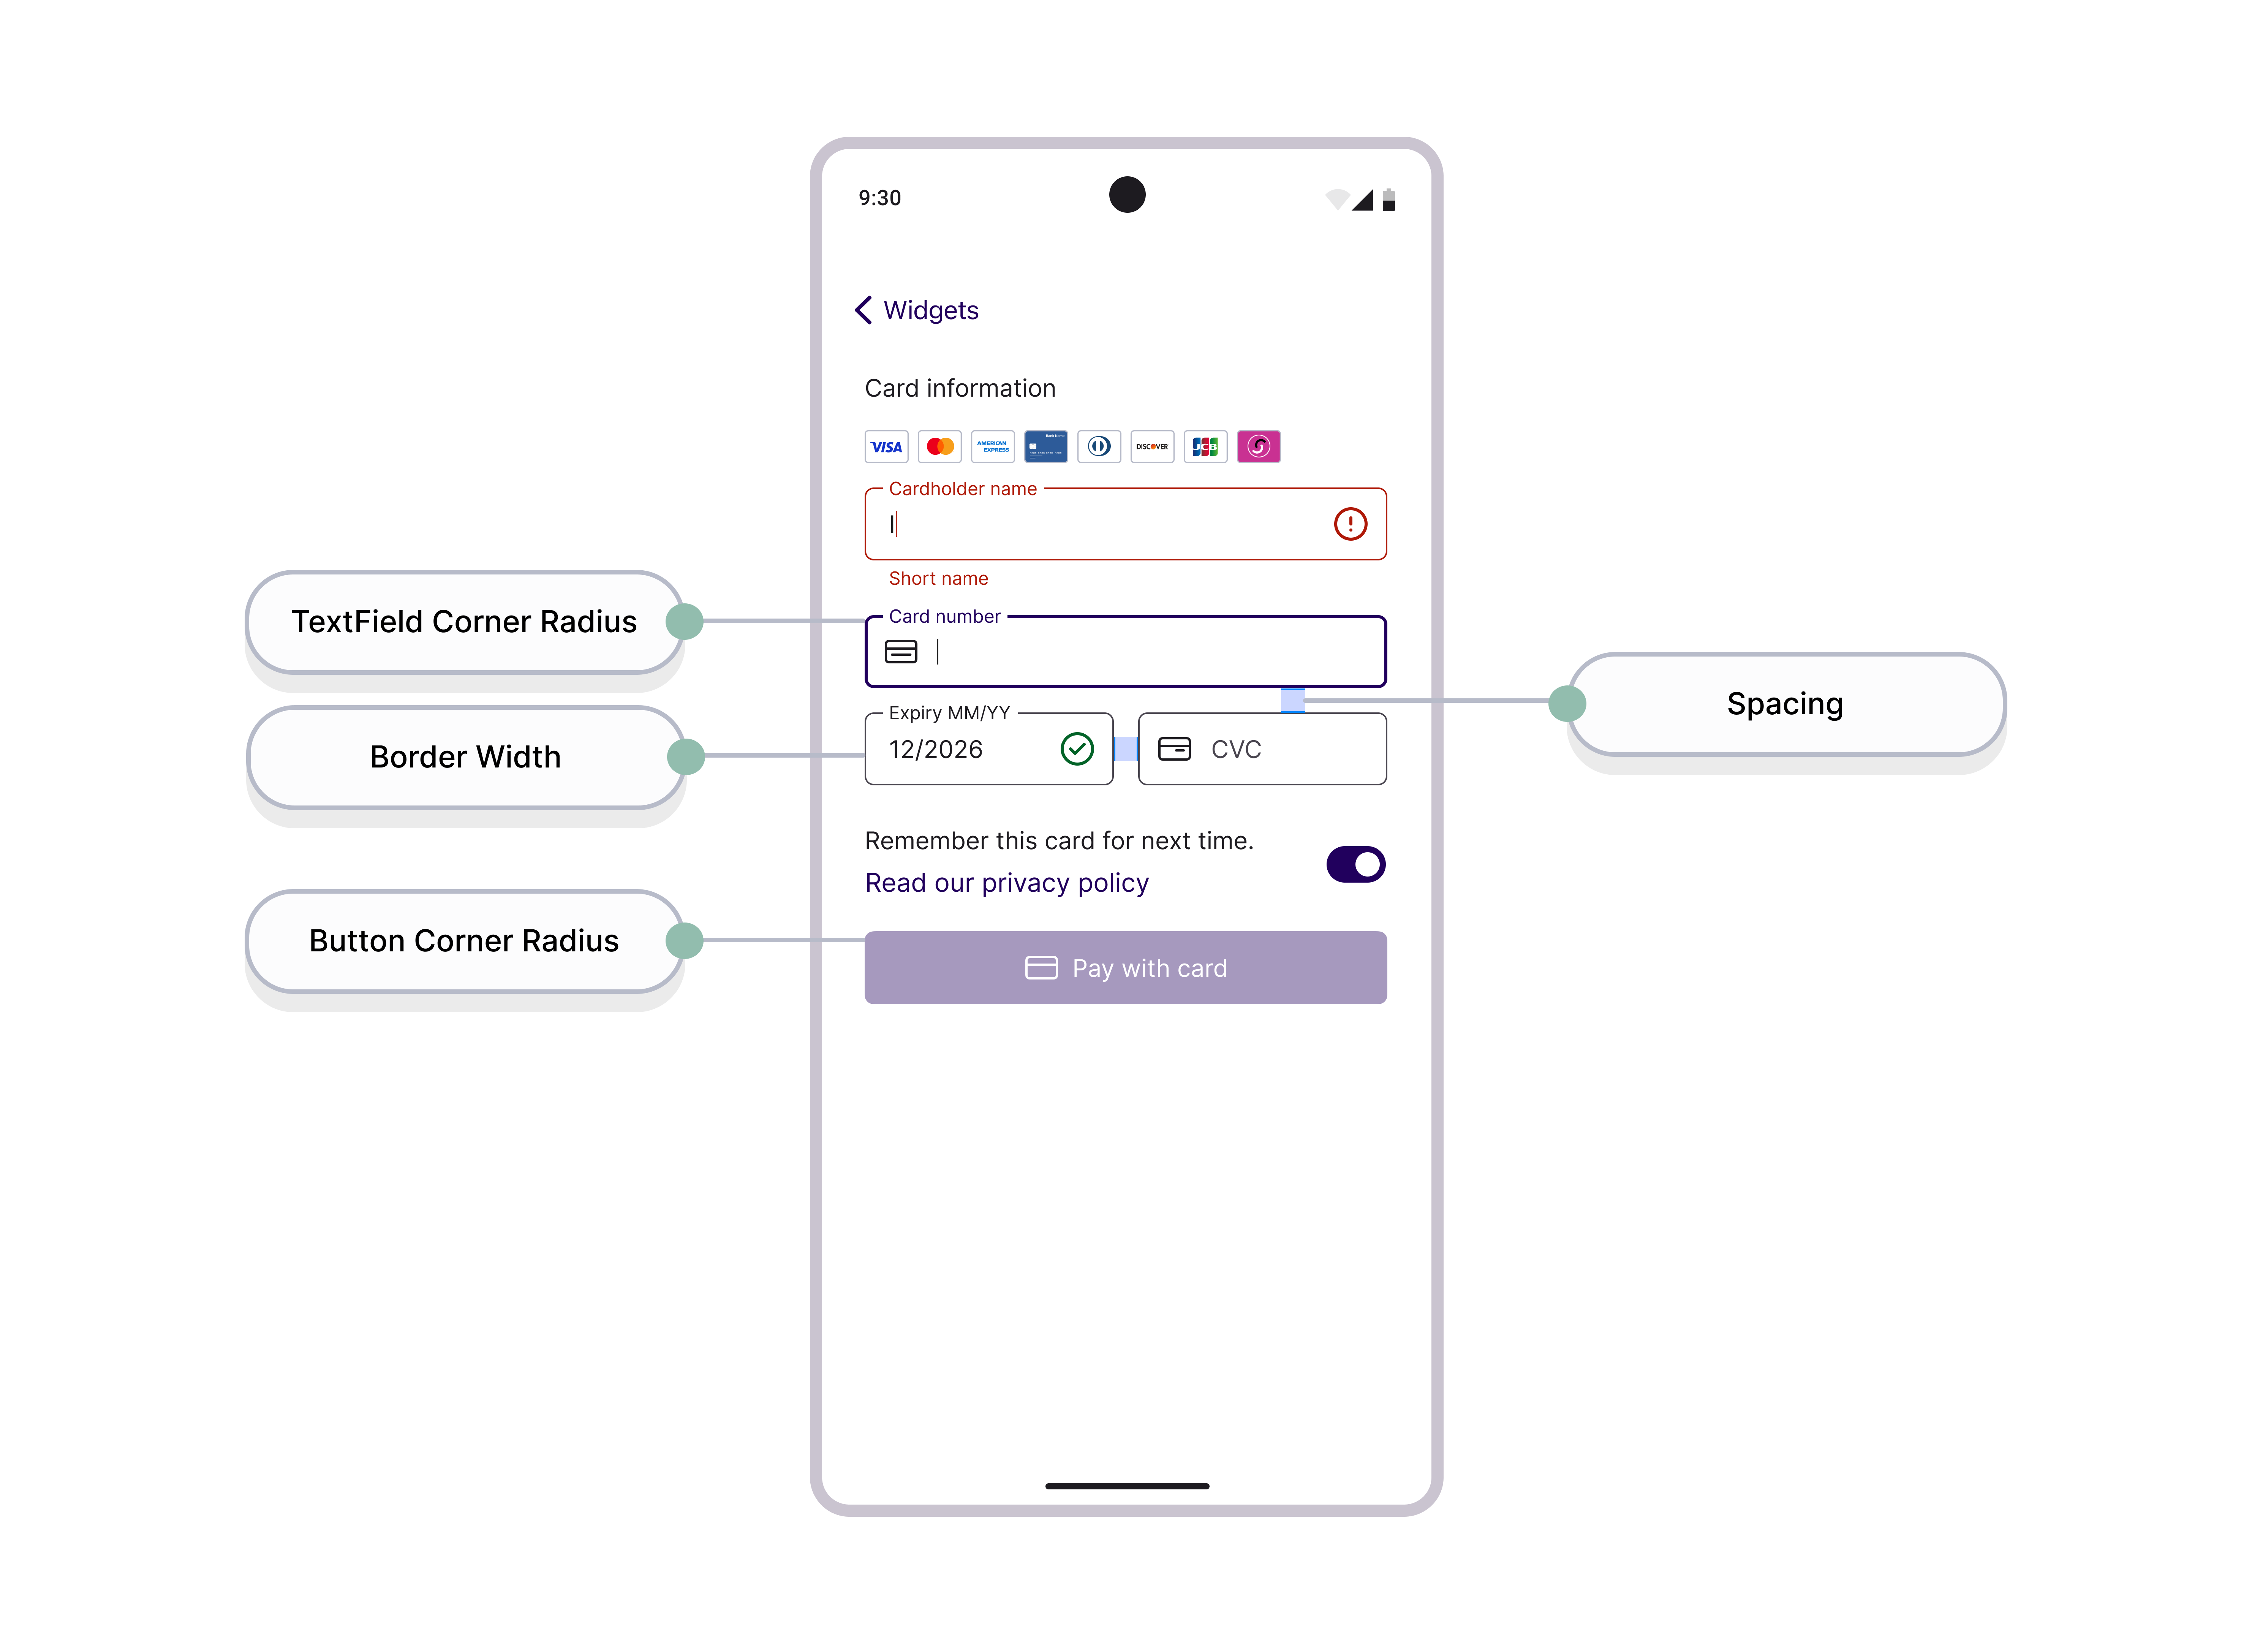 9:30
Widgets
Card information
VISA
AMERICAN
EXPRESS
Bank Name
DISCOVER
JCB
Cardholder name
I
Short name
TextField Corner Radius
Card number
Spacing
Expiry MM/YY
Border Width
12/2026
CVC
Remember this card for next time.
Read our privacy policy
Button Corner Radius
Pay with card